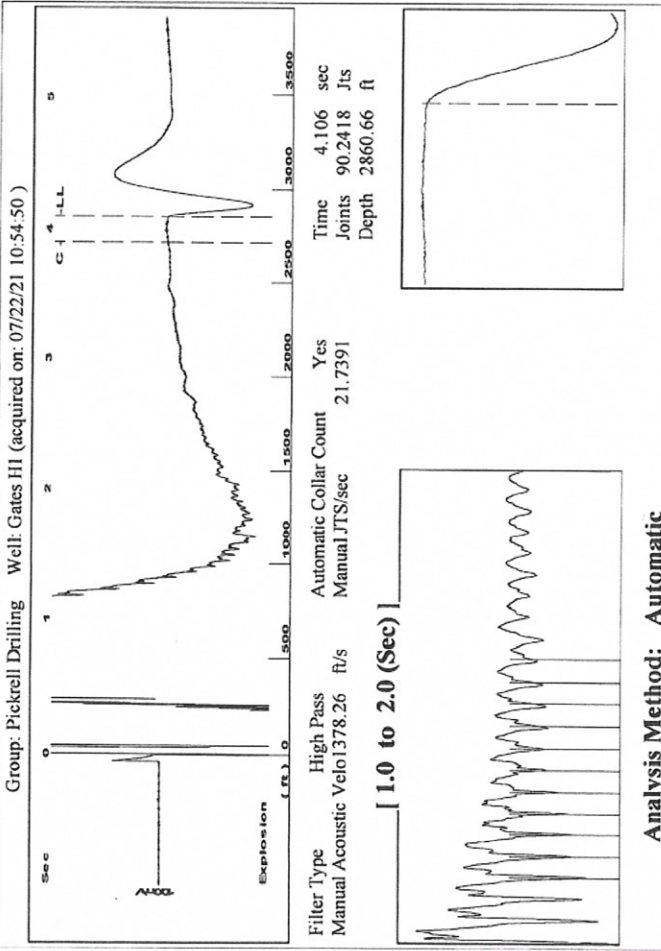 Group: Pickrell Drilling Well: Gates H1 (acquired on: 07/22/21 10:54:50 )
Sec 0 1 2 3 C 4 LL 5
Explosion
( ft ) 0 500 1000 1500 2000 2500 3000 3500
Filter Type High Pass Automatic Collar Count Yes Time 4.106 sec
Manual Acoustic Velo1378.26 ft/s Manual JTS/sec 21.7391 Joints 90.2418 Jts
Depth 2860.66 ft
[ 1.0 to 2.0 (Sec) ]
Analysis Method: Automatic